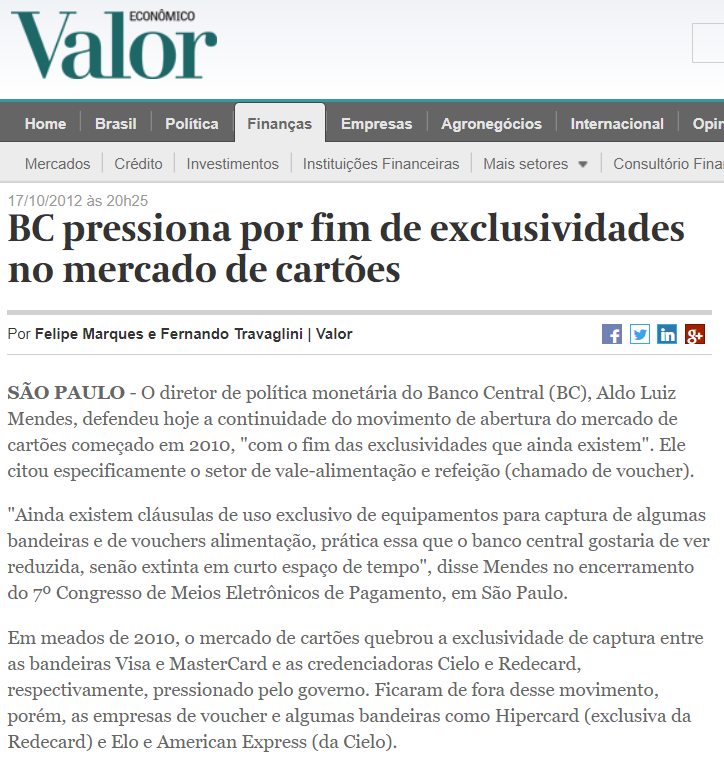 ECONÔMICO
Valor
Home Brasil Política Finanças Empresas Agronegócios Internacional Opin
Mercados Crédito Investimentos Instituições Financeiras Mais setores Consultório Fina
17/10/2012 às 20h25
BC pressiona por fim de exclusividades
no mercado de cartões
Por Felipe Marques e Fernando Travaglini | Valor
SÃO PAULO - O diretor de política monetária do Banco Central (BC), Aldo Luiz
Mendes, defendeu hoje a continuidade do movimento de abertura do mercado de
cartões começado em 2010, "com o fim das exclusividades que ainda existem". Ele
citou especificamente o setor de vale-alimentação e refeição (chamado de voucher).
"Ainda existem cláusulas de uso exclusivo de equipamentos para captura de algumas
bandeiras e de vouchers alimentação, prática essa que o banco central gostaria de ver
reduzida, senão extinta em curto espaço de tempo", disse Mendes no encerramento
do 7º Congresso de Meios Eletrônicos de Pagamento, em São Paulo.
Em meados de 2010, o mercado de cartões quebrou a exclusividade de captura entre
as bandeiras Visa e MasterCard e as credenciadoras Cielo e Redecard,
respectivamente, pressionado pelo governo. Ficaram de fora desse movimento,
porém, as empresas de voucher e algumas bandeiras como Hipercard (exclusiva da
Redecard) e Elo e American Express (da Cielo).